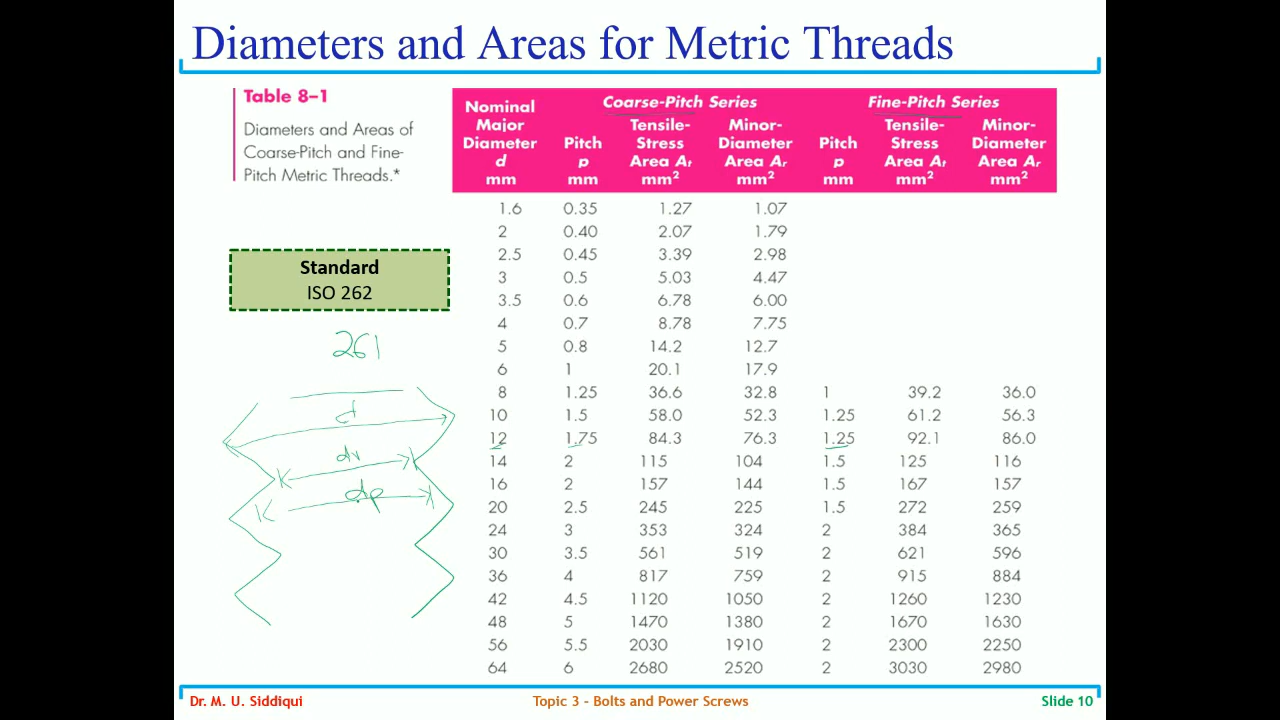 Diameters and Areas for Metric Threads
Table 8–1
Diameters and Areas of
Coarse-Pitch and Fine-
Pitch Metric Threads.*
Standard
ISO 262
261
d
dr
dp
Nominal Major Diameter d mm
Coarse-Pitch Series
Pitch p mm
Tensile-Stress Area At mm²
Minor-Diameter Area Ar mm²
Fine-Pitch Series
Pitch p mm
Tensile-Stress Area At mm²
Minor-Diameter Area Ar mm²
1.6 0.35 1.27 1.07
2 0.40 2.07 1.79
2.5 0.45 3.39 2.98
3 0.5 5.03 4.47
3.5 0.6 6.78 6.00
4 0.7 8.78 7.75
5 0.8 14.2 12.7
6 1 20.1 17.9
8 1.25 36.6 32.8 1 39.2 36.0
10 1.5 58.0 52.3 1.25 61.2 56.3
12 1.75 84.3 76.3 1.25 92.1 86.0
14 2 115 104 1.5 125 116
16 2 157 144 1.5 167 157
20 2.5 245 225 1.5 272 259
24 3 353 324 2 384 365
30 3.5 561 519 2 621 596
36 4 817 759 2 915 884
42 4.5 1120 1050 2 1260 1230
48 5 1470 1380 2 1670 1630
56 5.5 2030 1910 2 2300 2250
64 6 2680 2520 2 3030 2980
Dr. M. U. Siddiqui
Topic 3 - Bolts and Power Screws
Slide 10